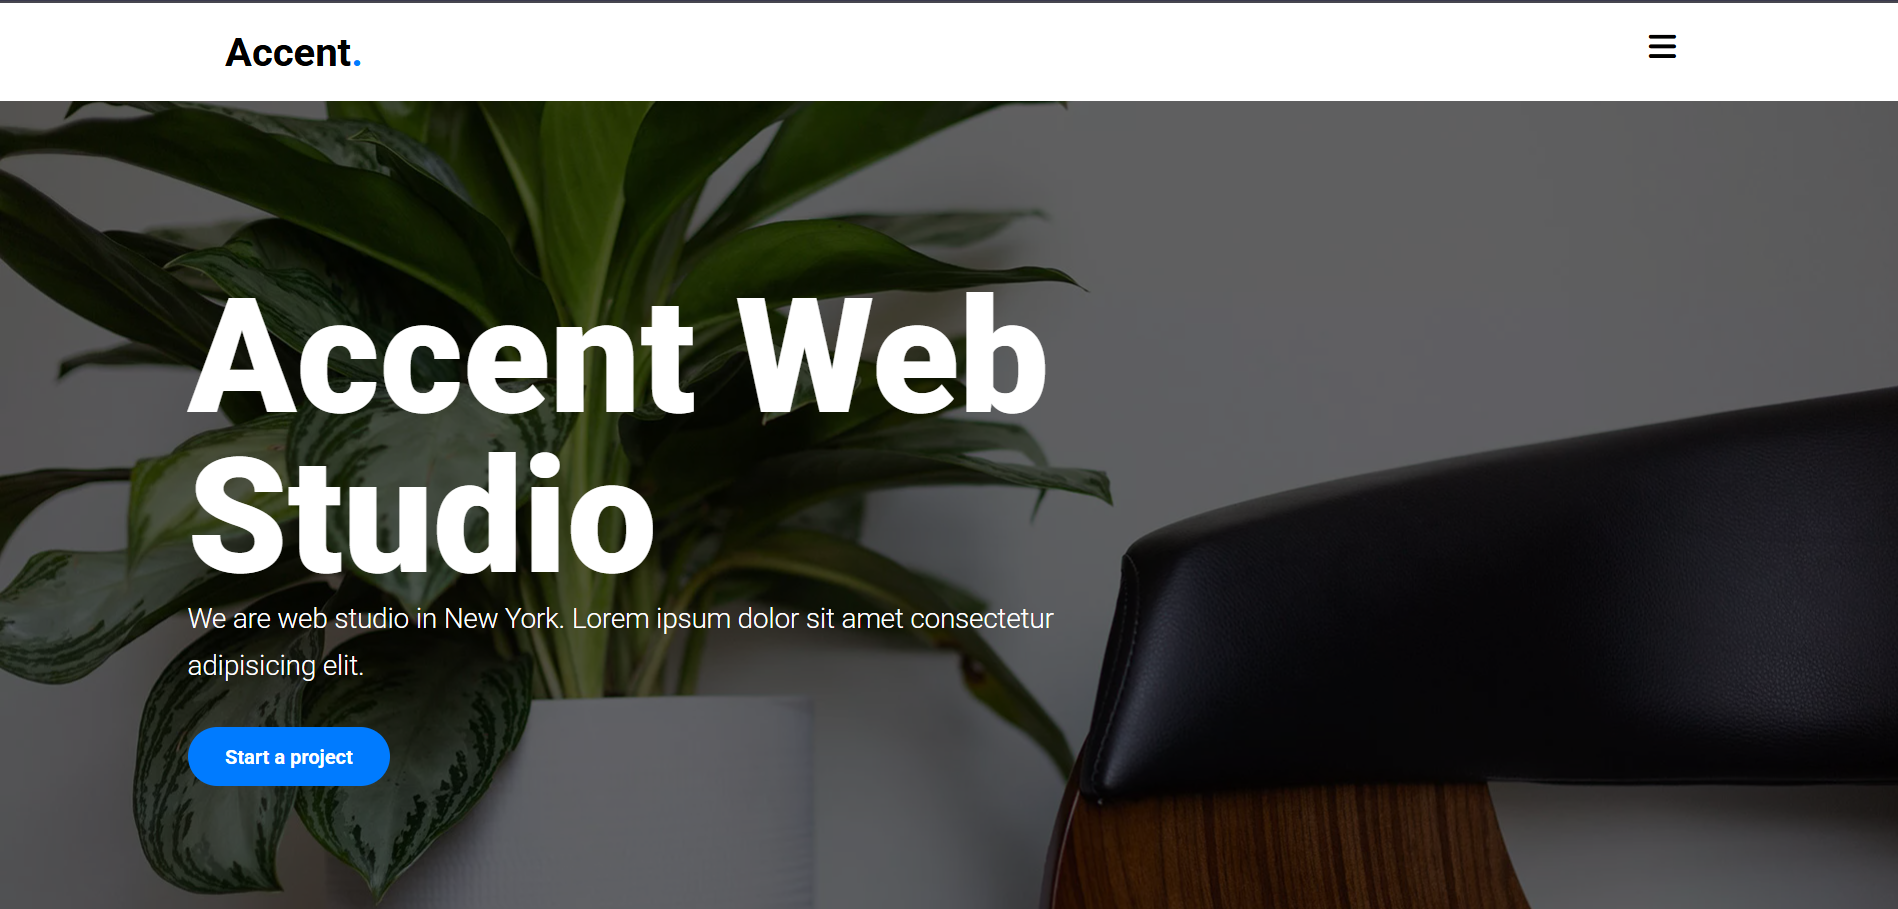 Accent.
Accent Web
Studio
We are web studio in New York. Lorem ipsum dolor sit amet consectetur
adipisicing elit.
Start a project